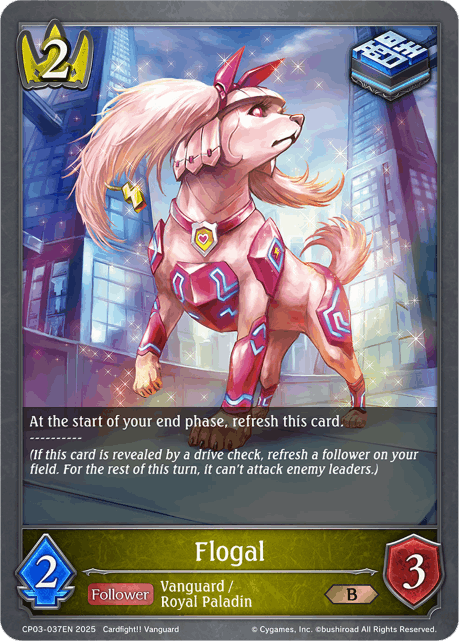 2
At the start of your end phase, refresh this card.
----------
(If this card is revealed by a drive check, refresh a follower on your
field. For the rest of this turn, it can't attack enemy leaders.)
Flogal
2
Follower
Vanguard /
Royal Paladin
B
3
CP03-037EN 2025 Cardfight!! Vanguard
© Cygames, Inc. ©bushiroad All Rights Reserved.